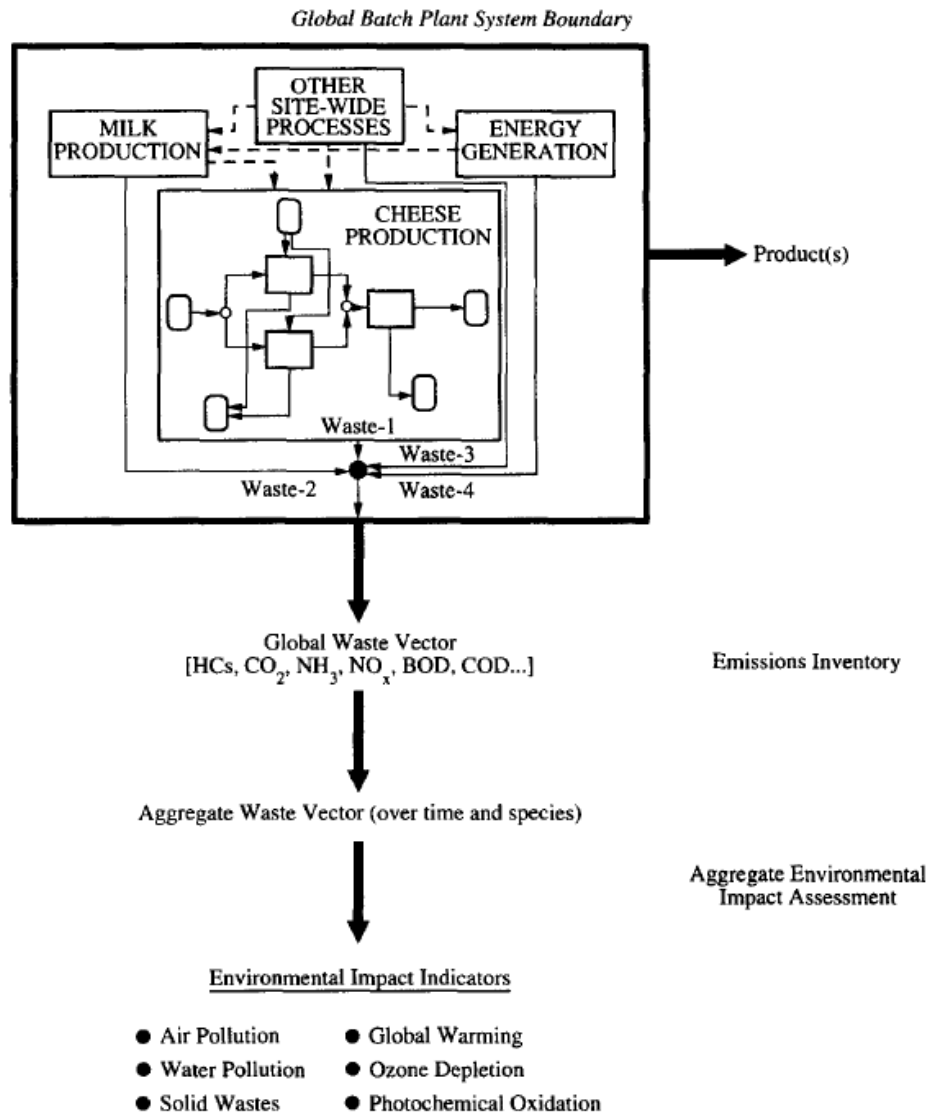 Global Batch Plant System Boundary
OTHER
SITE-WIDE
PROCESSES
MILK
PRODUCTION
ENERGY
GENERATION
CHEESE
PRODUCTION
Product(s)
Waste-1
Waste-3
Waste-2
Waste-4
Global Waste Vector
[HCs, CO₂, NH₃, NOₓ, BOD, COD...]
Emissions Inventory
Aggregate Waste Vector (over time and species)
Aggregate Environmental
Impact Assessment
Environmental Impact Indicators
● Air Pollution
● Global Warming
● Water Pollution
● Ozone Depletion
● Solid Wastes
● Photochemical Oxidation